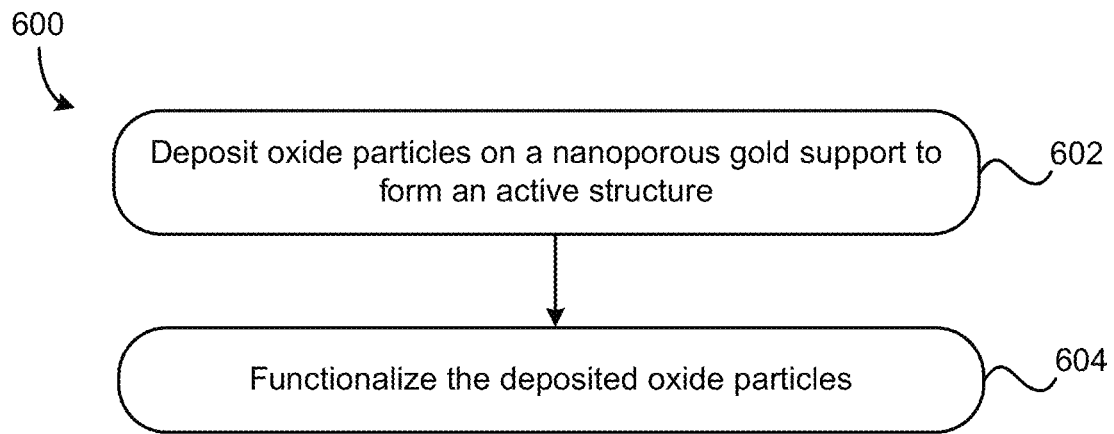 600
Deposit oxide particles on a nanoporous gold support to
form an active structure
602
Functionalize the deposited oxide particles
604